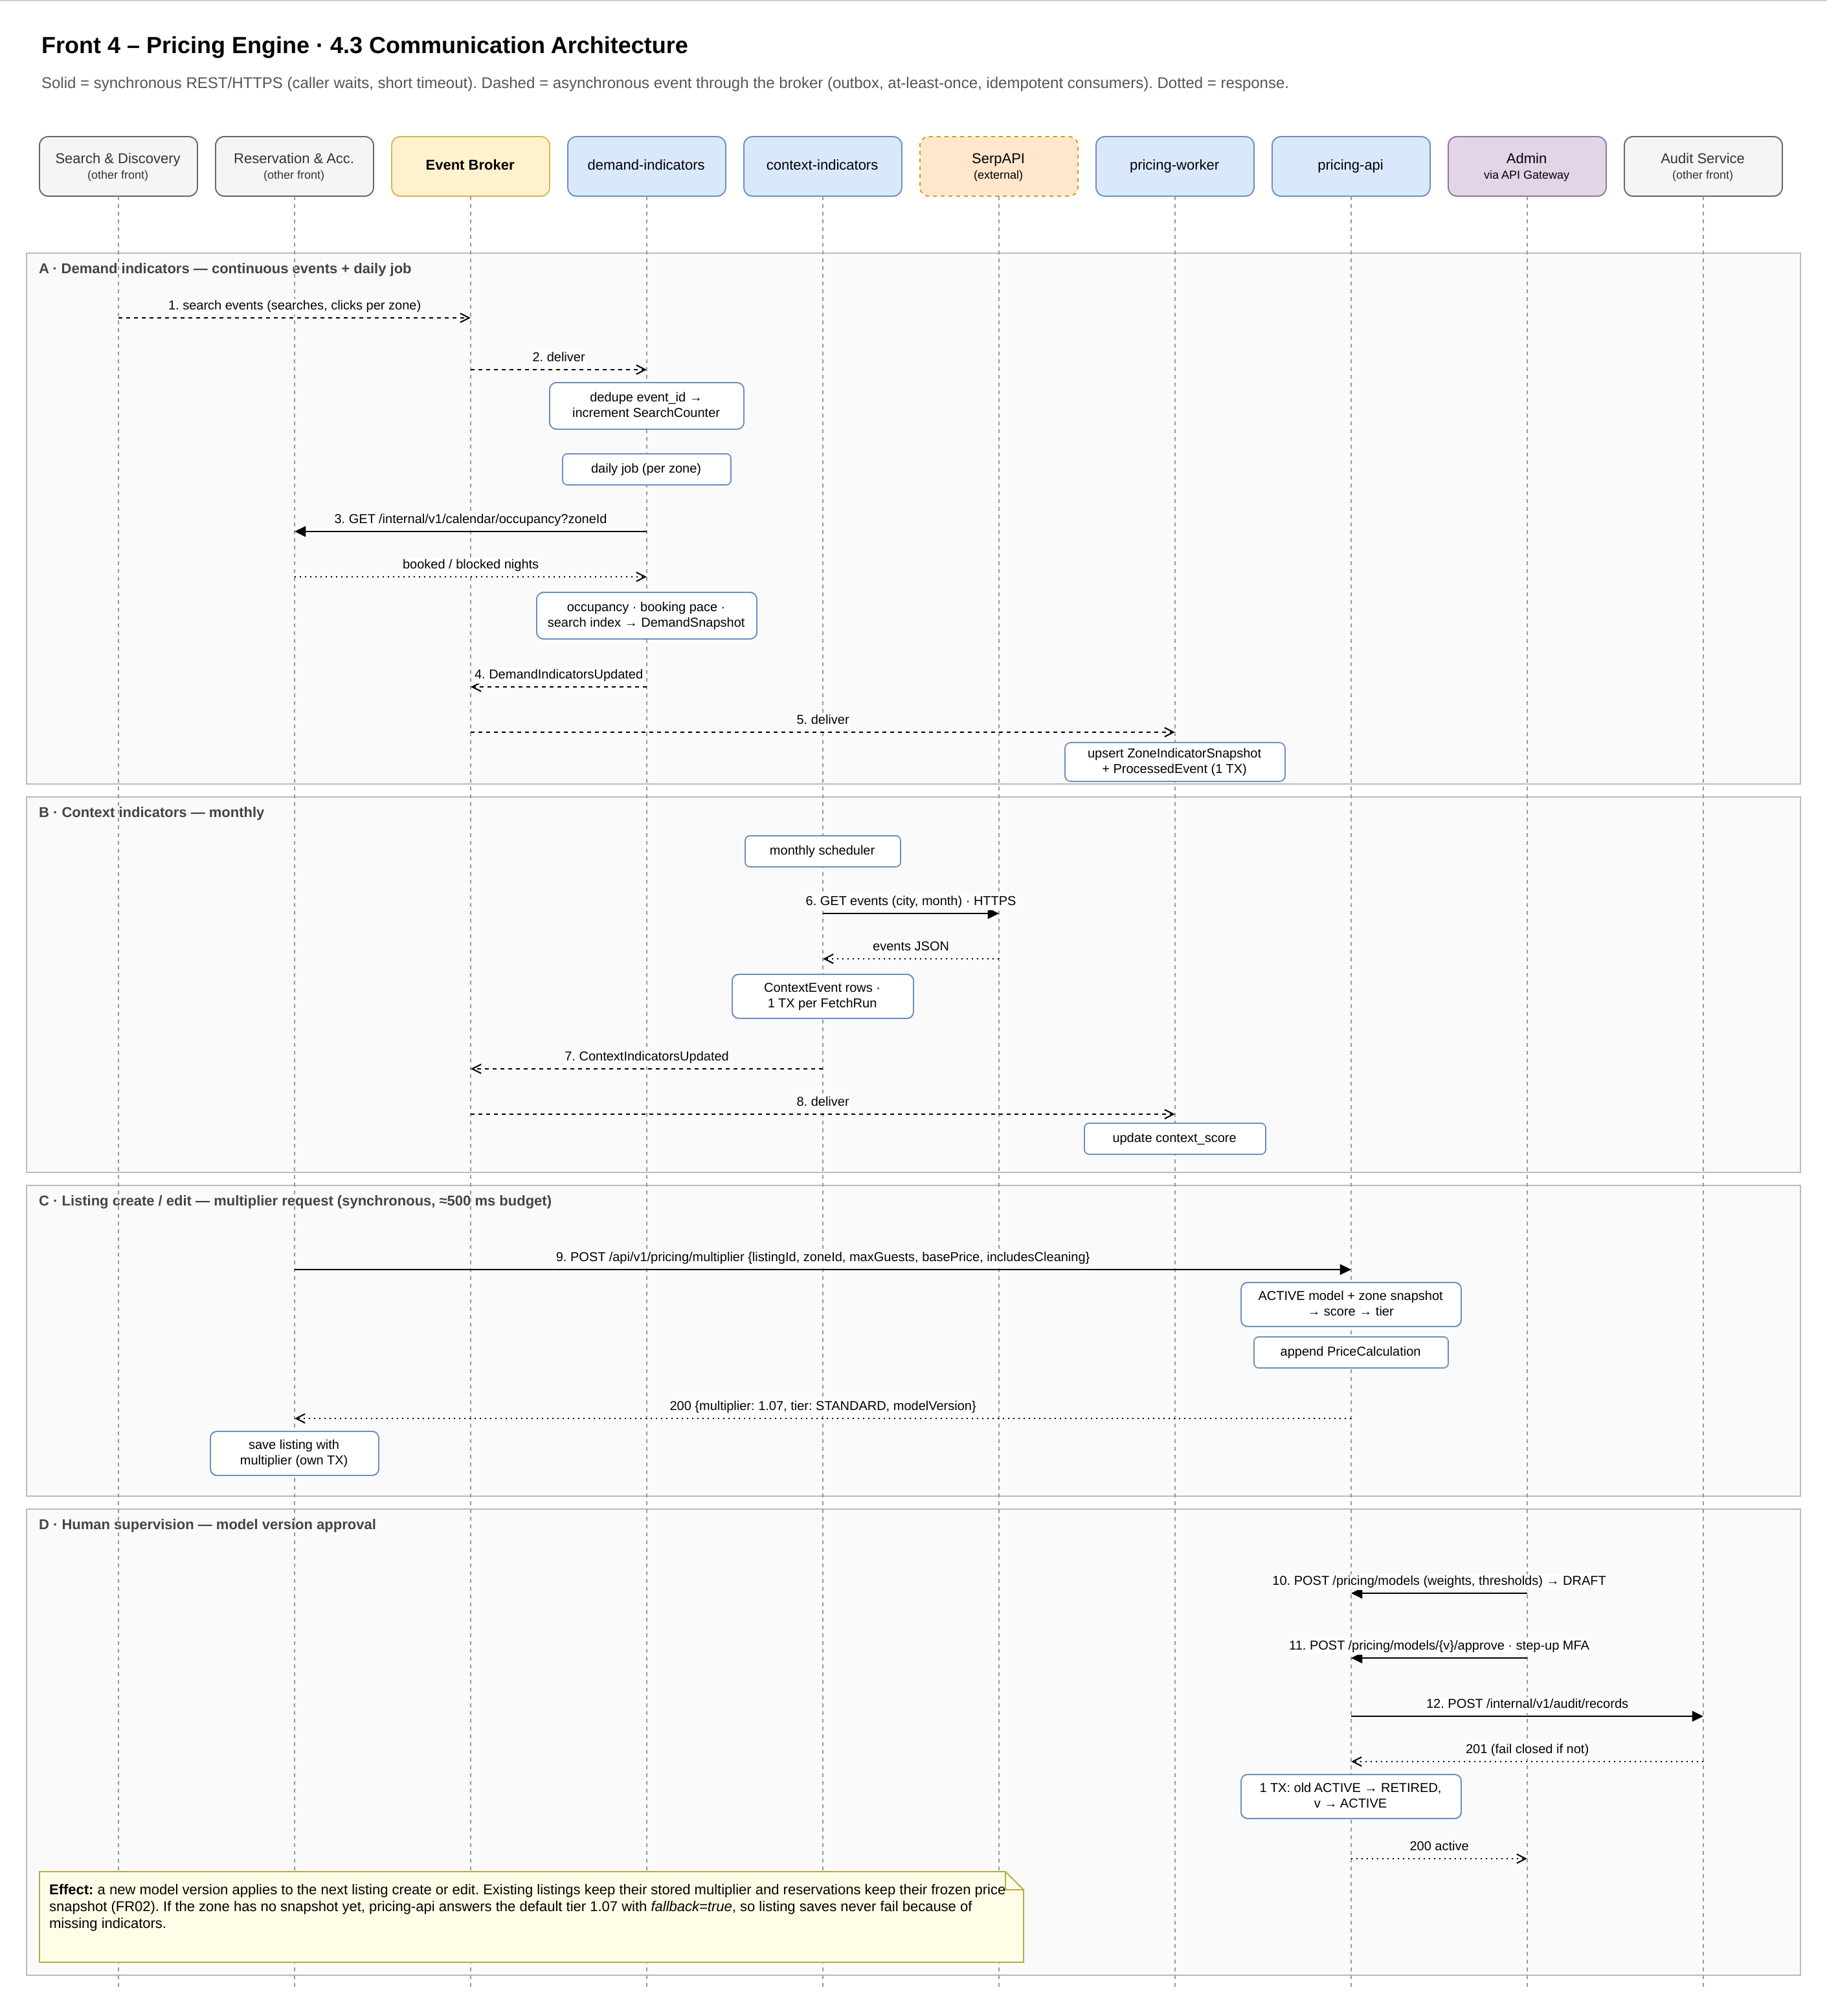 Front 4 – Pricing Engine · 4.3 Communication Architecture
Solid = synchronous REST/HTTPS (caller waits, short timeout). Dashed = asynchronous event through the broker (outbox, at-least-once, idempotent consumers). Dotted = response.
Search & Discovery
(other front)
Reservation & Acc.
(other front)
Event Broker
demand-indicators
context-indicators
SerpAPI
(external)
pricing-worker
pricing-api
Admin
via API Gateway
Audit Service
(other front)
A · Demand indicators — continuous events + daily job
1. search events (searches, clicks per zone)
2. deliver
dedupe event_id →
increment SearchCounter
daily job (per zone)
3. GET /internal/v1/calendar/occupancy?zoneId
booked / blocked nights
occupancy · booking pace ·
search index → DemandSnapshot
4. DemandIndicatorsUpdated
5. deliver
upsert ZoneIndicatorSnapshot
+ ProcessedEvent (1 TX)
B · Context indicators — monthly
monthly scheduler
6. GET events (city, month) · HTTPS
events JSON
ContextEvent rows ·
1 TX per FetchRun
7. ContextIndicatorsUpdated
8. deliver
update context_score
C · Listing create / edit — multiplier request (synchronous, ≈500 ms budget)
9. POST /api/v1/pricing/multiplier {listingId, zoneId, maxGuests, basePrice, includesCleaning}
ACTIVE model + zone snapshot
→ score → tier
append PriceCalculation
200 {multiplier: 1.07, tier: STANDARD, modelVersion}
save listing with
multiplier (own TX)
D · Human supervision — model version approval
10. POST /pricing/models (weights, thresholds) → DRAFT
11. POST /pricing/models/{v}/approve · step-up MFA
12. POST /internal/v1/audit/records
201 (fail closed if not)
1 TX: old ACTIVE → RETIRED,
v → ACTIVE
200 active
Effect: a new model version applies to the next listing create or edit. Existing listings keep their stored multiplier and reservations keep their frozen price
snapshot (FR02). If the zone has no snapshot yet, pricing-api answers the default tier 1.07 with fallback=true, so listing saves never fail because of
missing indicators.